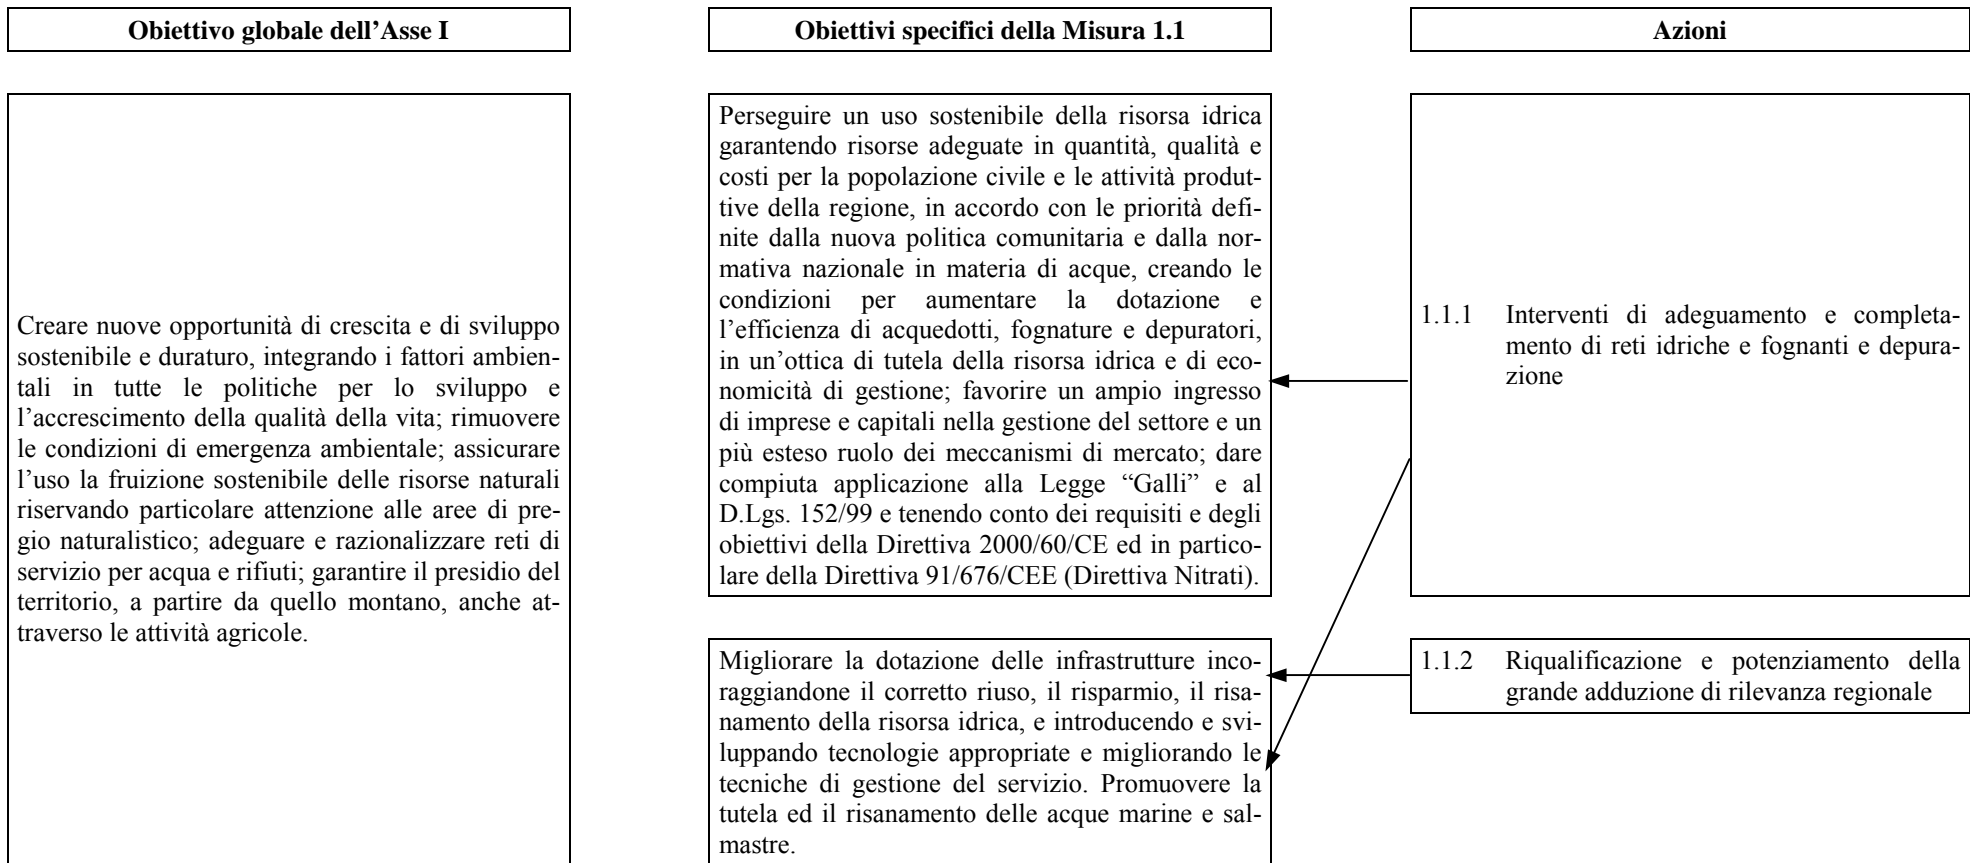 Obiettivo globale dell’Asse I
Obiettivi specifici della Misura 1.1
Azioni
Creare nuove opportunità di crescita e di sviluppo
sostenibile e duraturo, integrando i fattori ambien-
tali in tutte le politiche per lo sviluppo e
l’accrescimento della qualità della vita; rimuovere
le condizioni di emergenza ambientale; assicurare
l’uso la fruizione sostenibile delle risorse naturali
riservando particolare attenzione alle aree di pre-
gio naturalistico; adeguare e razionalizzare reti di
servizio per acqua e rifiuti; garantire il presidio del
territorio, a partire da quello montano, anche at-
traverso le attività agricole.
Perseguire un uso sostenibile della risorsa idrica
garantendo risorse adeguate in quantità, qualità e
costi per la popolazione civile e le attività produt-
tive della regione, in accordo con le priorità defi-
nite dalla nuova politica comunitaria e dalla nor-
mativa nazionale in materia di acque, creando le
condizioni per aumentare la dotazione e
l’efficienza di acquedotti, fognature e depuratori,
in un’ottica di tutela della risorsa idrica e di eco-
nomicità di gestione; favorire un ampio ingresso
di imprese e capitali nella gestione del settore e un
più esteso ruolo dei meccanismi di mercato; dare
compiuta applicazione alla Legge “Galli” e al
D.Lgs. 152/99 e tenendo conto dei requisiti e degli
obiettivi della Direttiva 2000/60/CE ed in partico-
lare della Direttiva 91/676/CEE (Direttiva Nitrati).
Migliorare la dotazione delle infrastrutture inco-
raggiandone il corretto riuso, il risparmio, il risa-
namento della risorsa idrica, e introducendo e svi-
luppando tecnologie appropriate e migliorando le
tecniche di gestione del servizio. Promuovere la
tutela ed il risanamento delle acque marine e sal-
mastre.
1.1.1 Interventi di adeguamento e completa-
mento di reti idriche e fognanti e depura-
zione
1.1.2 Riqualificazione e potenziamento della
grande adduzione di rilevanza regionale